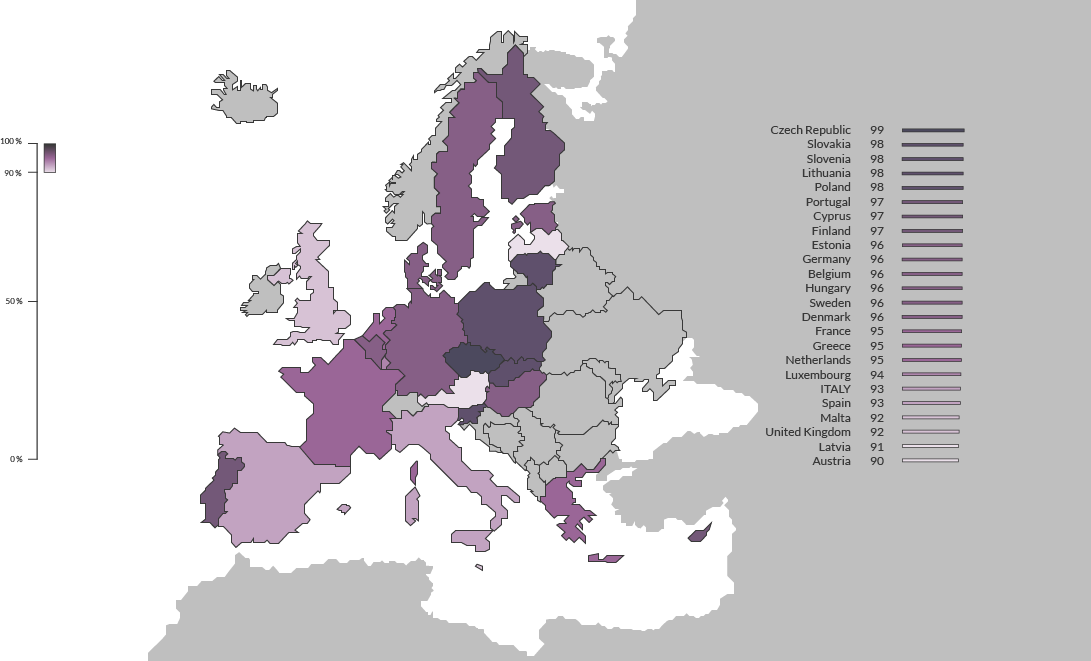 100 %
90 %
50 %
0 %
Czech Republic 99
Slovakia 98
Slovenia 98
Lithuania 98
Poland 98
Portugal 97
Cyprus 97
Finland 97
Estonia 96
Germany 96
Belgium 96
Hungary 96
Sweden 96
Denmark 96
France 95
Greece 95
Netherlands 95
Luxembourg 94
ITALY 93
Spain 93
Malta 92
United Kingdom 92
Latvia 91
Austria 90